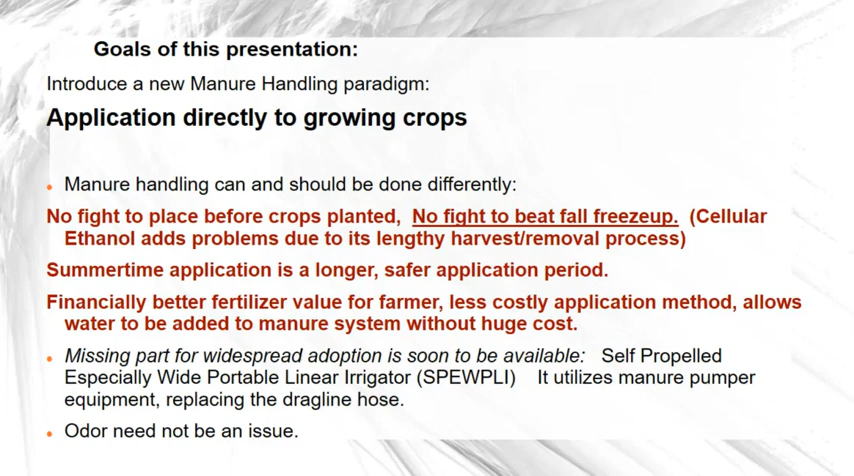 Goals of this presentation:
Introduce a new Manure Handling paradigm:
Application directly to growing crops
• Manure handling can and should be done differently:
No fight to place before crops planted, No fight to beat fall freezeup. (Cellular
Ethanol adds problems due to its lengthy harvest/removal process)
Summertime application is a longer, safer application period.
Financially better fertilizer value for farmer, less costly application method, allows
water to be added to manure system without huge cost.
• Missing part for widespread adoption is soon to be available: Self Propelled
Especially Wide Portable Linear Irrigator (SPEWPLI) It utilizes manure pumper
equipment, replacing the dragline hose.
• Odor need not be an issue.